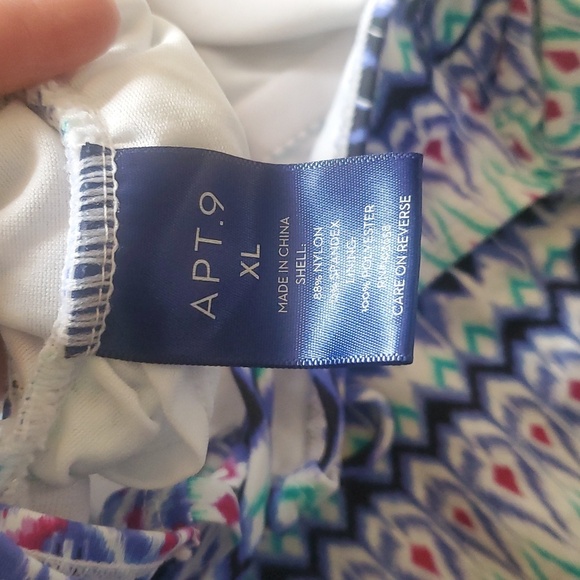 APT.9
XL
MADE IN CHINA
SHELL:
88% NYLON
SPANDEX
LINING:
100% POLYESTER
CARE ON REVERSE